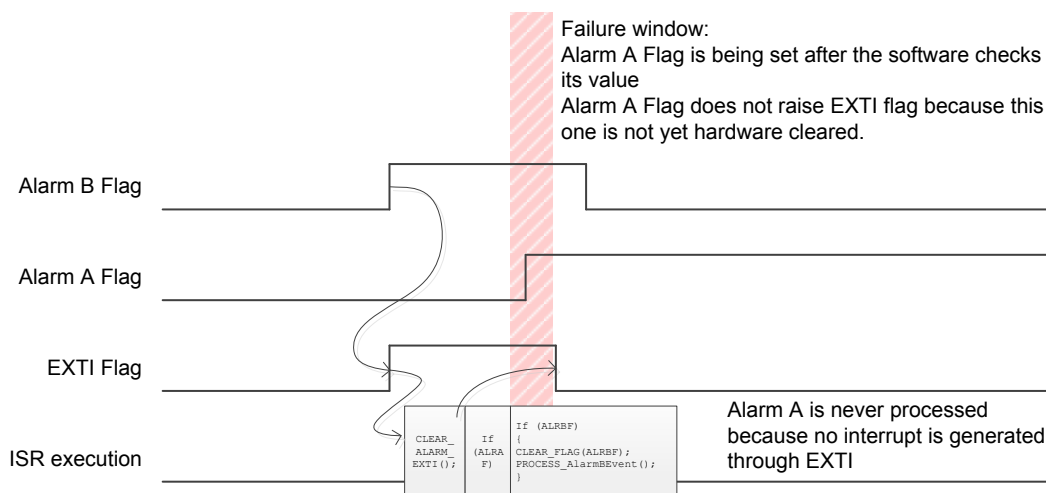 Failure window:
Alarm A Flag is being set after the software checks
its value
Alarm A Flag does not raise EXTI flag because this
one is not yet hardware cleared.
Alarm B Flag
Alarm A Flag
EXTI Flag
ISR execution
CLEAR_
ALARM_
EXTI();
If
(ALRA
F)
If (ALRBF)
{
CLEAR_FLAG(ALRBF);
PROCESS_AlarmBEvent();
}
Alarm A is never processed
because no interrupt is generated
through EXTI